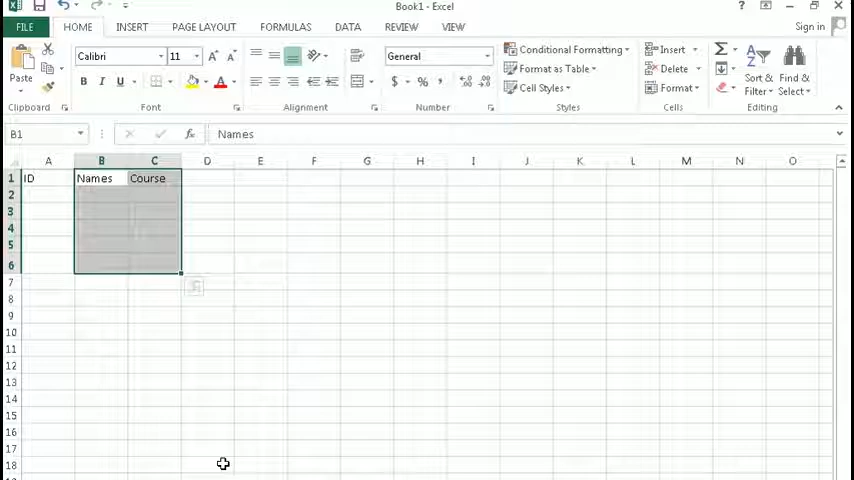 Book1 - Excel
Sign in
FILE HOME INSERT PAGE LAYOUT FORMULAS DATA REVIEW VIEW
Calibri 11 General Conditional Formatting Insert
Format as Table Delete
Paste B I U $ % , Cell Styles Format Sort & Filter Find & Select
Clipboard Font Alignment Number Styles Cells Editing
B1 fx Names
A B C D E F G H I J K L M N O
1 ID Names Course
2
3
4
5
6
7
8
9
10
11
12
13
14
15
16
17
18